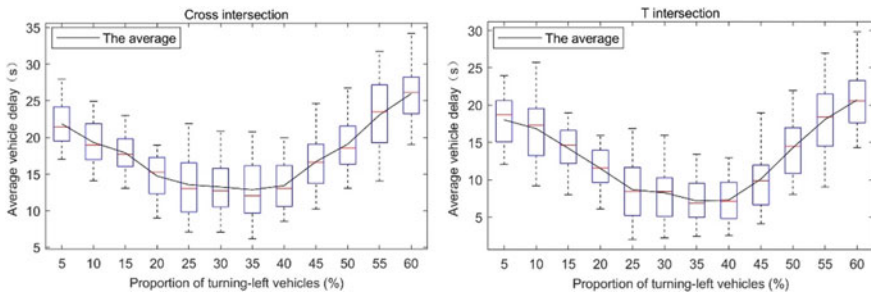 Cross intersection
The average
35
30
25
20
15
10
5
Average vehicle delay（s）
5 10 15 20 25 30 35 40 45 50 55 60
Proportion of turning-left vehicles (%)
T intersection
The average
30
25
20
15
10
5
0
Average vehicle delay（s）
5 10 15 20 25 30 35 40 45 50 55 60
Proportion of turning-left vehicles (%)